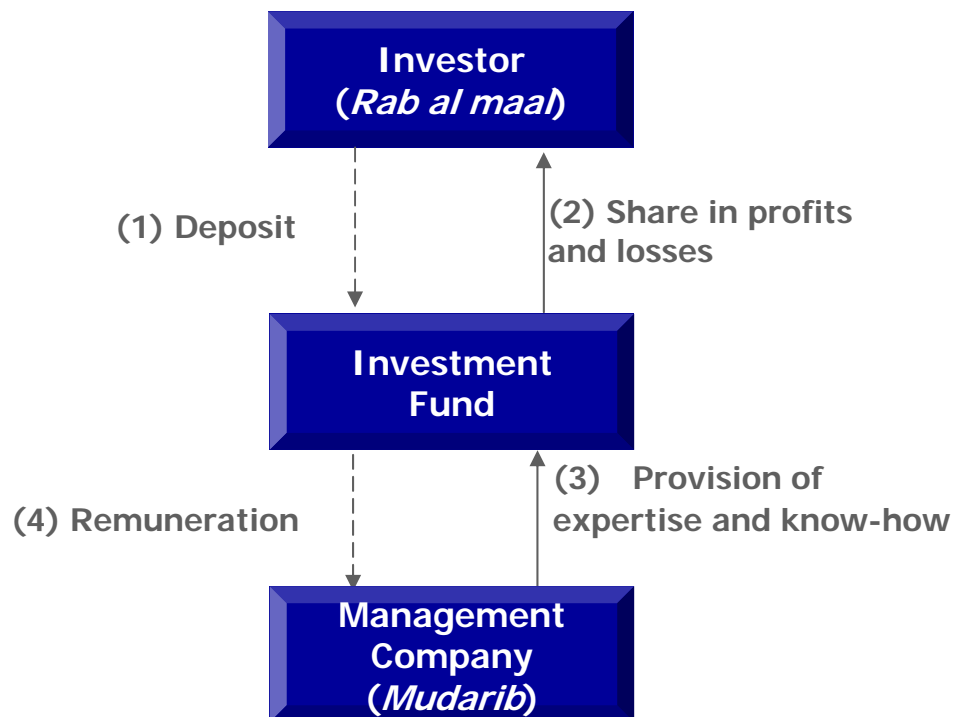 Investor
(Rab al maal)
(1) Deposit
(2) Share in profits
and losses
Investment
Fund
(3) Provision of
expertise and know-how
(4) Remuneration
Management
Company
(Mudarib)